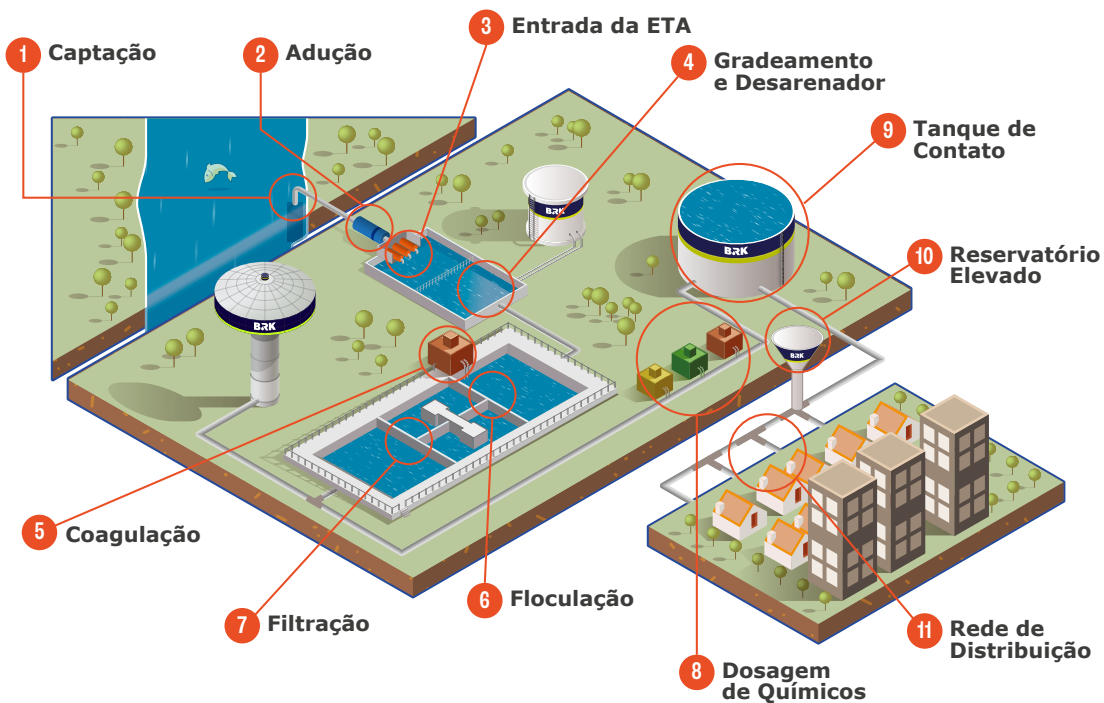 1 Captação
2 Adução
3 Entrada da ETA
4 Gradeamento
e Desarenador
9 Tanque de
Contato
10 Reservatório
Elevado
BRK
BRK
BRK
BRK
5 Coagulação
6 Floculação
7 Filtração
8 Dosagem
de Químicos
11 Rede de
Distribuição